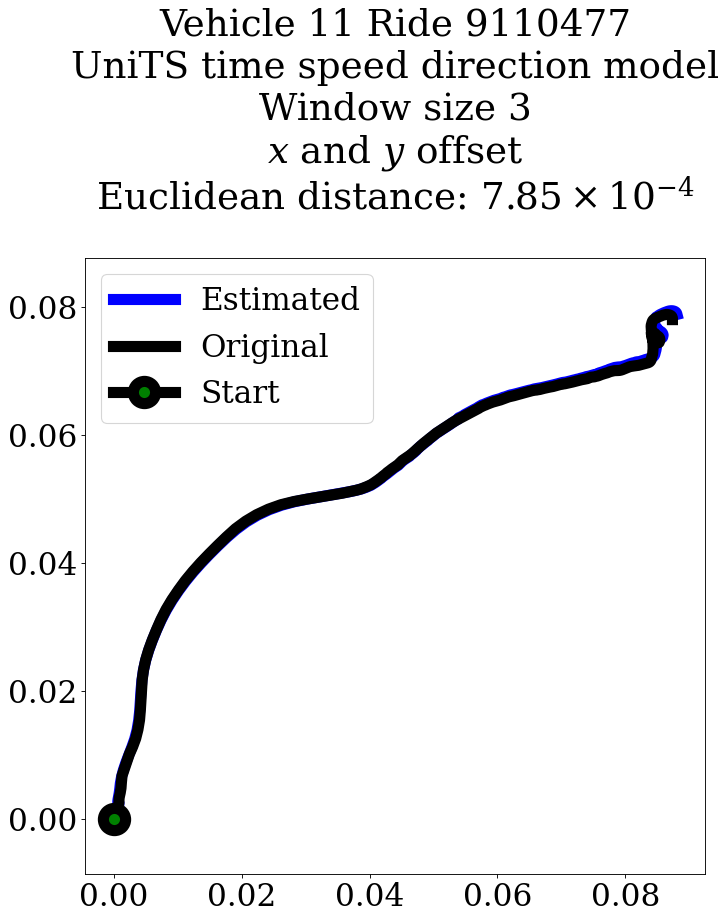 Vehicle 11 Ride 9110477
UniTS time speed direction model
Window size 3
x and y offset
Euclidean distance: 7.85 × 10⁻⁴
Estimated
Original
Start
0.08
0.06
0.04
0.02
0.00
0.00 0.02 0.04 0.06 0.08